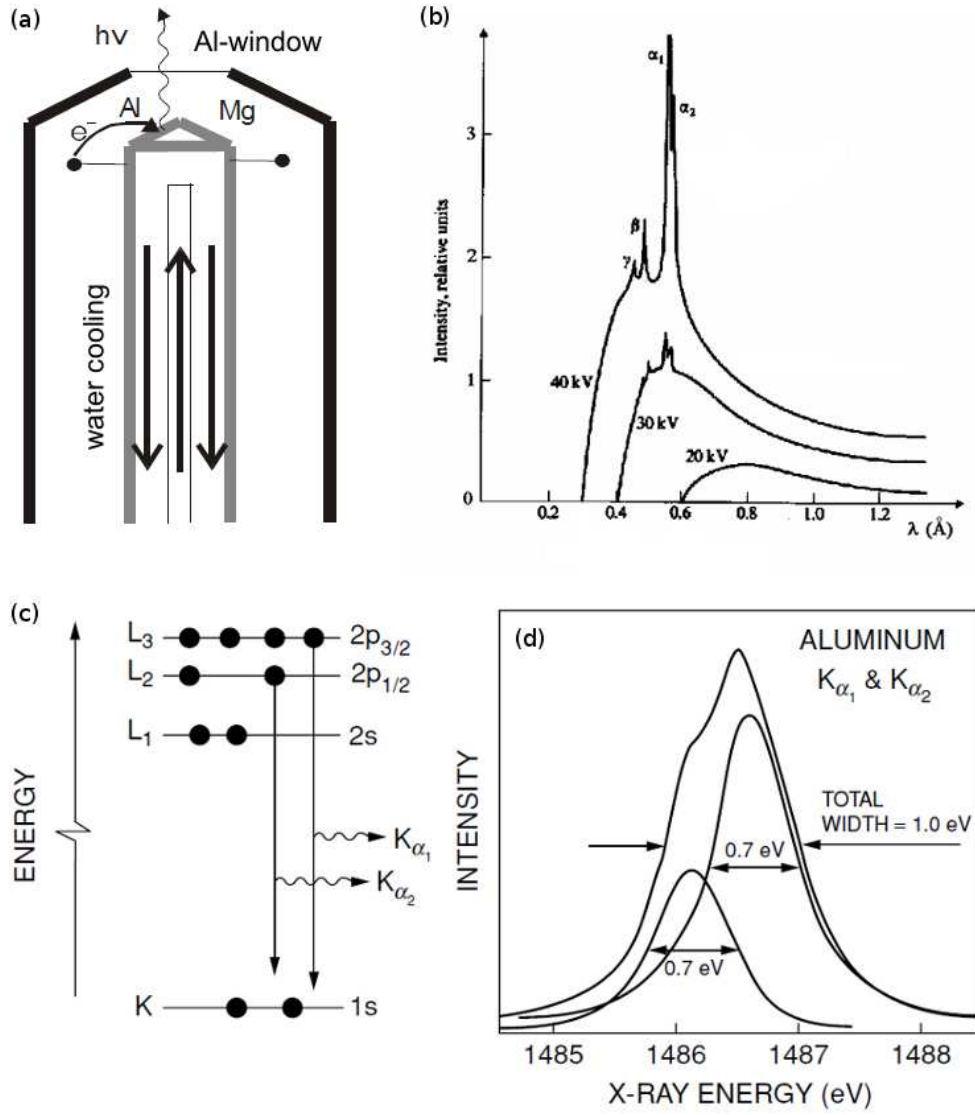 (a)
hν
Al-window
Al
Mg
e⁻
water cooling
(b)
Intensity, relative units
3
2
1
0
α₁
α₂
β
γ
40 kV
30 kV
20 kV
0.2 0.4 0.6 0.8 1.0 1.2
λ (Å)
(c)
ENERGY
L₃ 2p₃/₂
L₂ 2p₁/₂
L₁ 2s
Kα₁
Kα₂
K 1s
(d)
ALUMINUM
Kα₁ & Kα₂
INTENSITY
TOTAL
WIDTH = 1.0 eV
0.7 eV
0.7 eV
1485 1486 1487 1488
X-RAY ENERGY (eV)